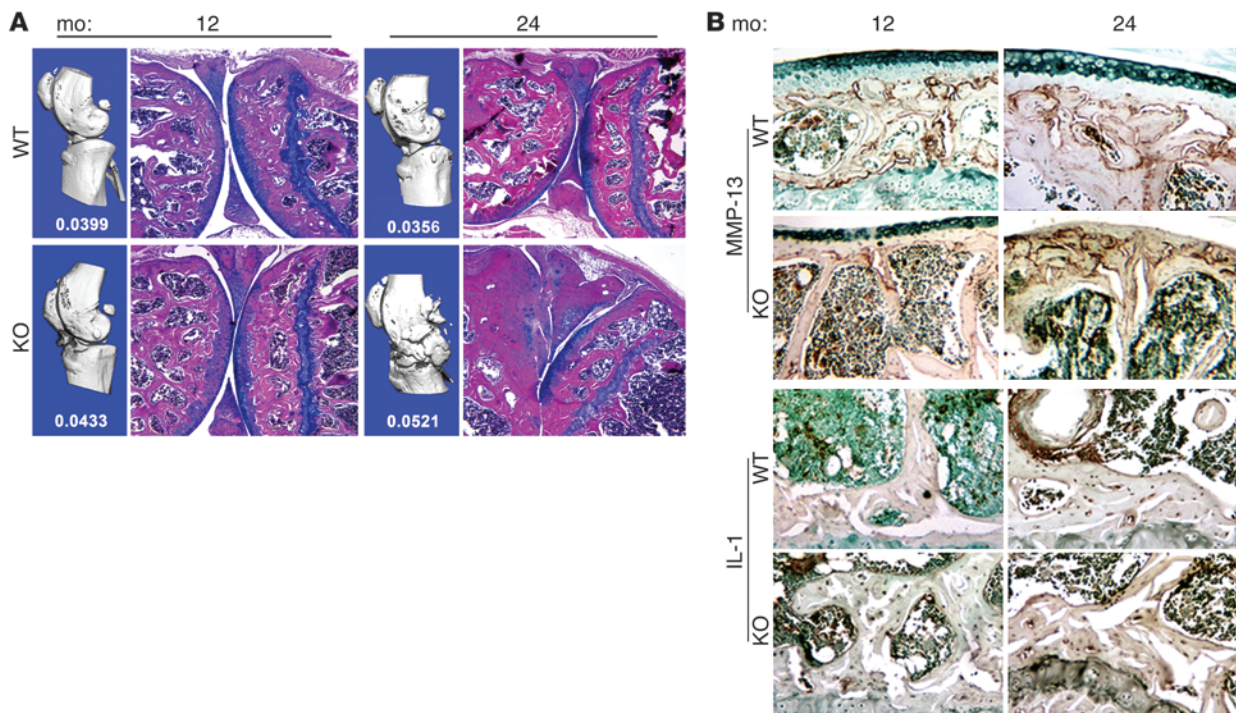 A mo: 12 24
WT
0.0399
0.0356
KO
0.0433
0.0521
B mo: 12 24
MMP-13
WT
KO
IL-1
WT
KO